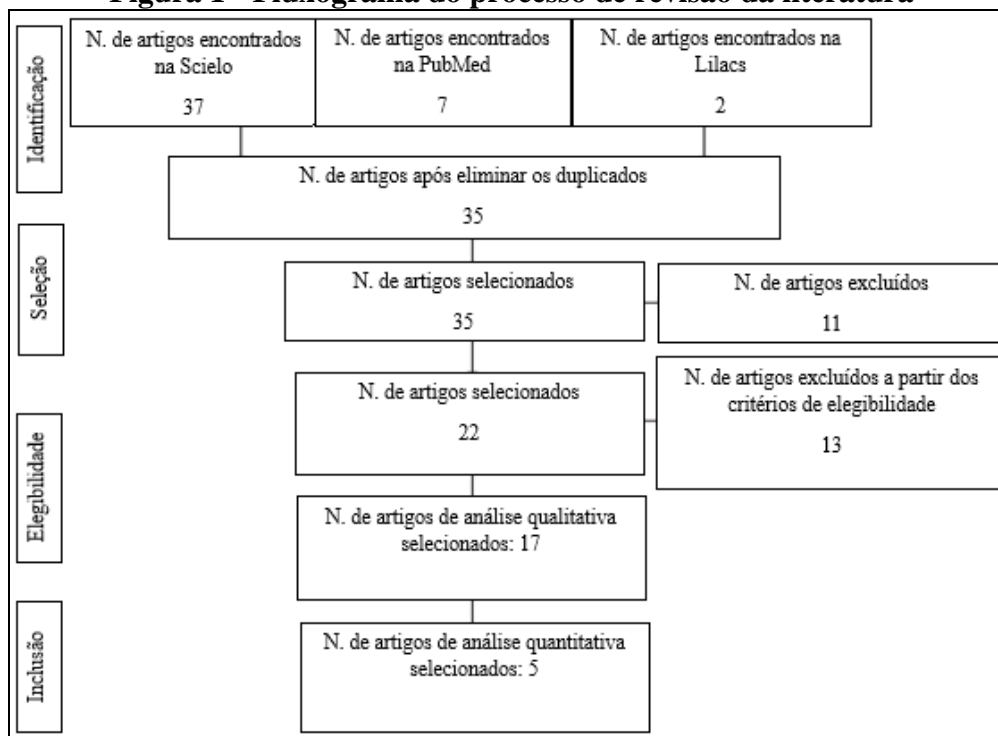 Figura 1 - Fluxograma do processo de revisão da literatura
Identificação
N. de artigos encontrados
na Scielo
37
N. de artigos encontrados
na PubMed
7
N. de artigos encontrados na
Lilacs
2
N. de artigos após eliminar os duplicados
35
Seleção
N. de artigos selecionados
35
N. de artigos excluídos
11
Elegibilidade
N. de artigos selecionados
22
N. de artigos excluídos a partir dos
critérios de elegibilidade
13
N. de artigos de análise qualitativa
selecionados: 17
Inclusão
N. de artigos de análise quantitativa
selecionados: 5